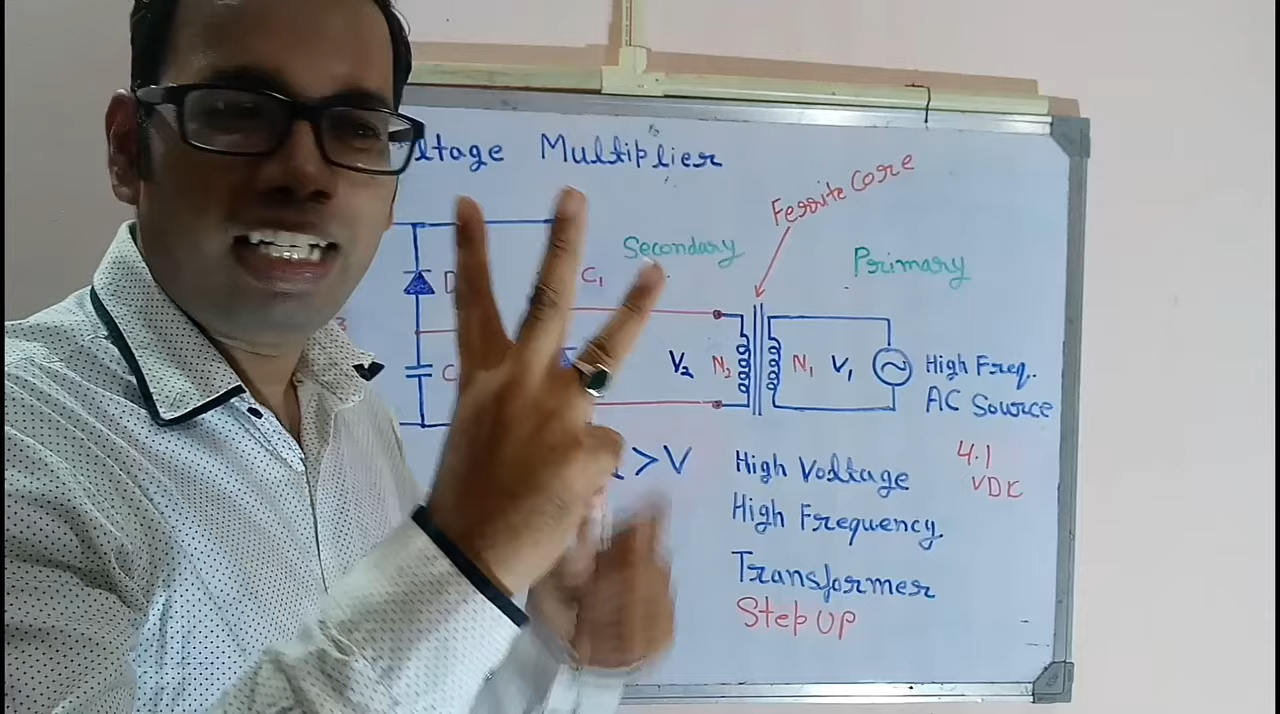 ltage Multiplier
Ferrite Core
Secondary
Primary
C1
V2 N2 N1 V1
High Freq.
AC Source
> V
High Voltage
4.1
VDC
High Frequency
Transformer
Step UP